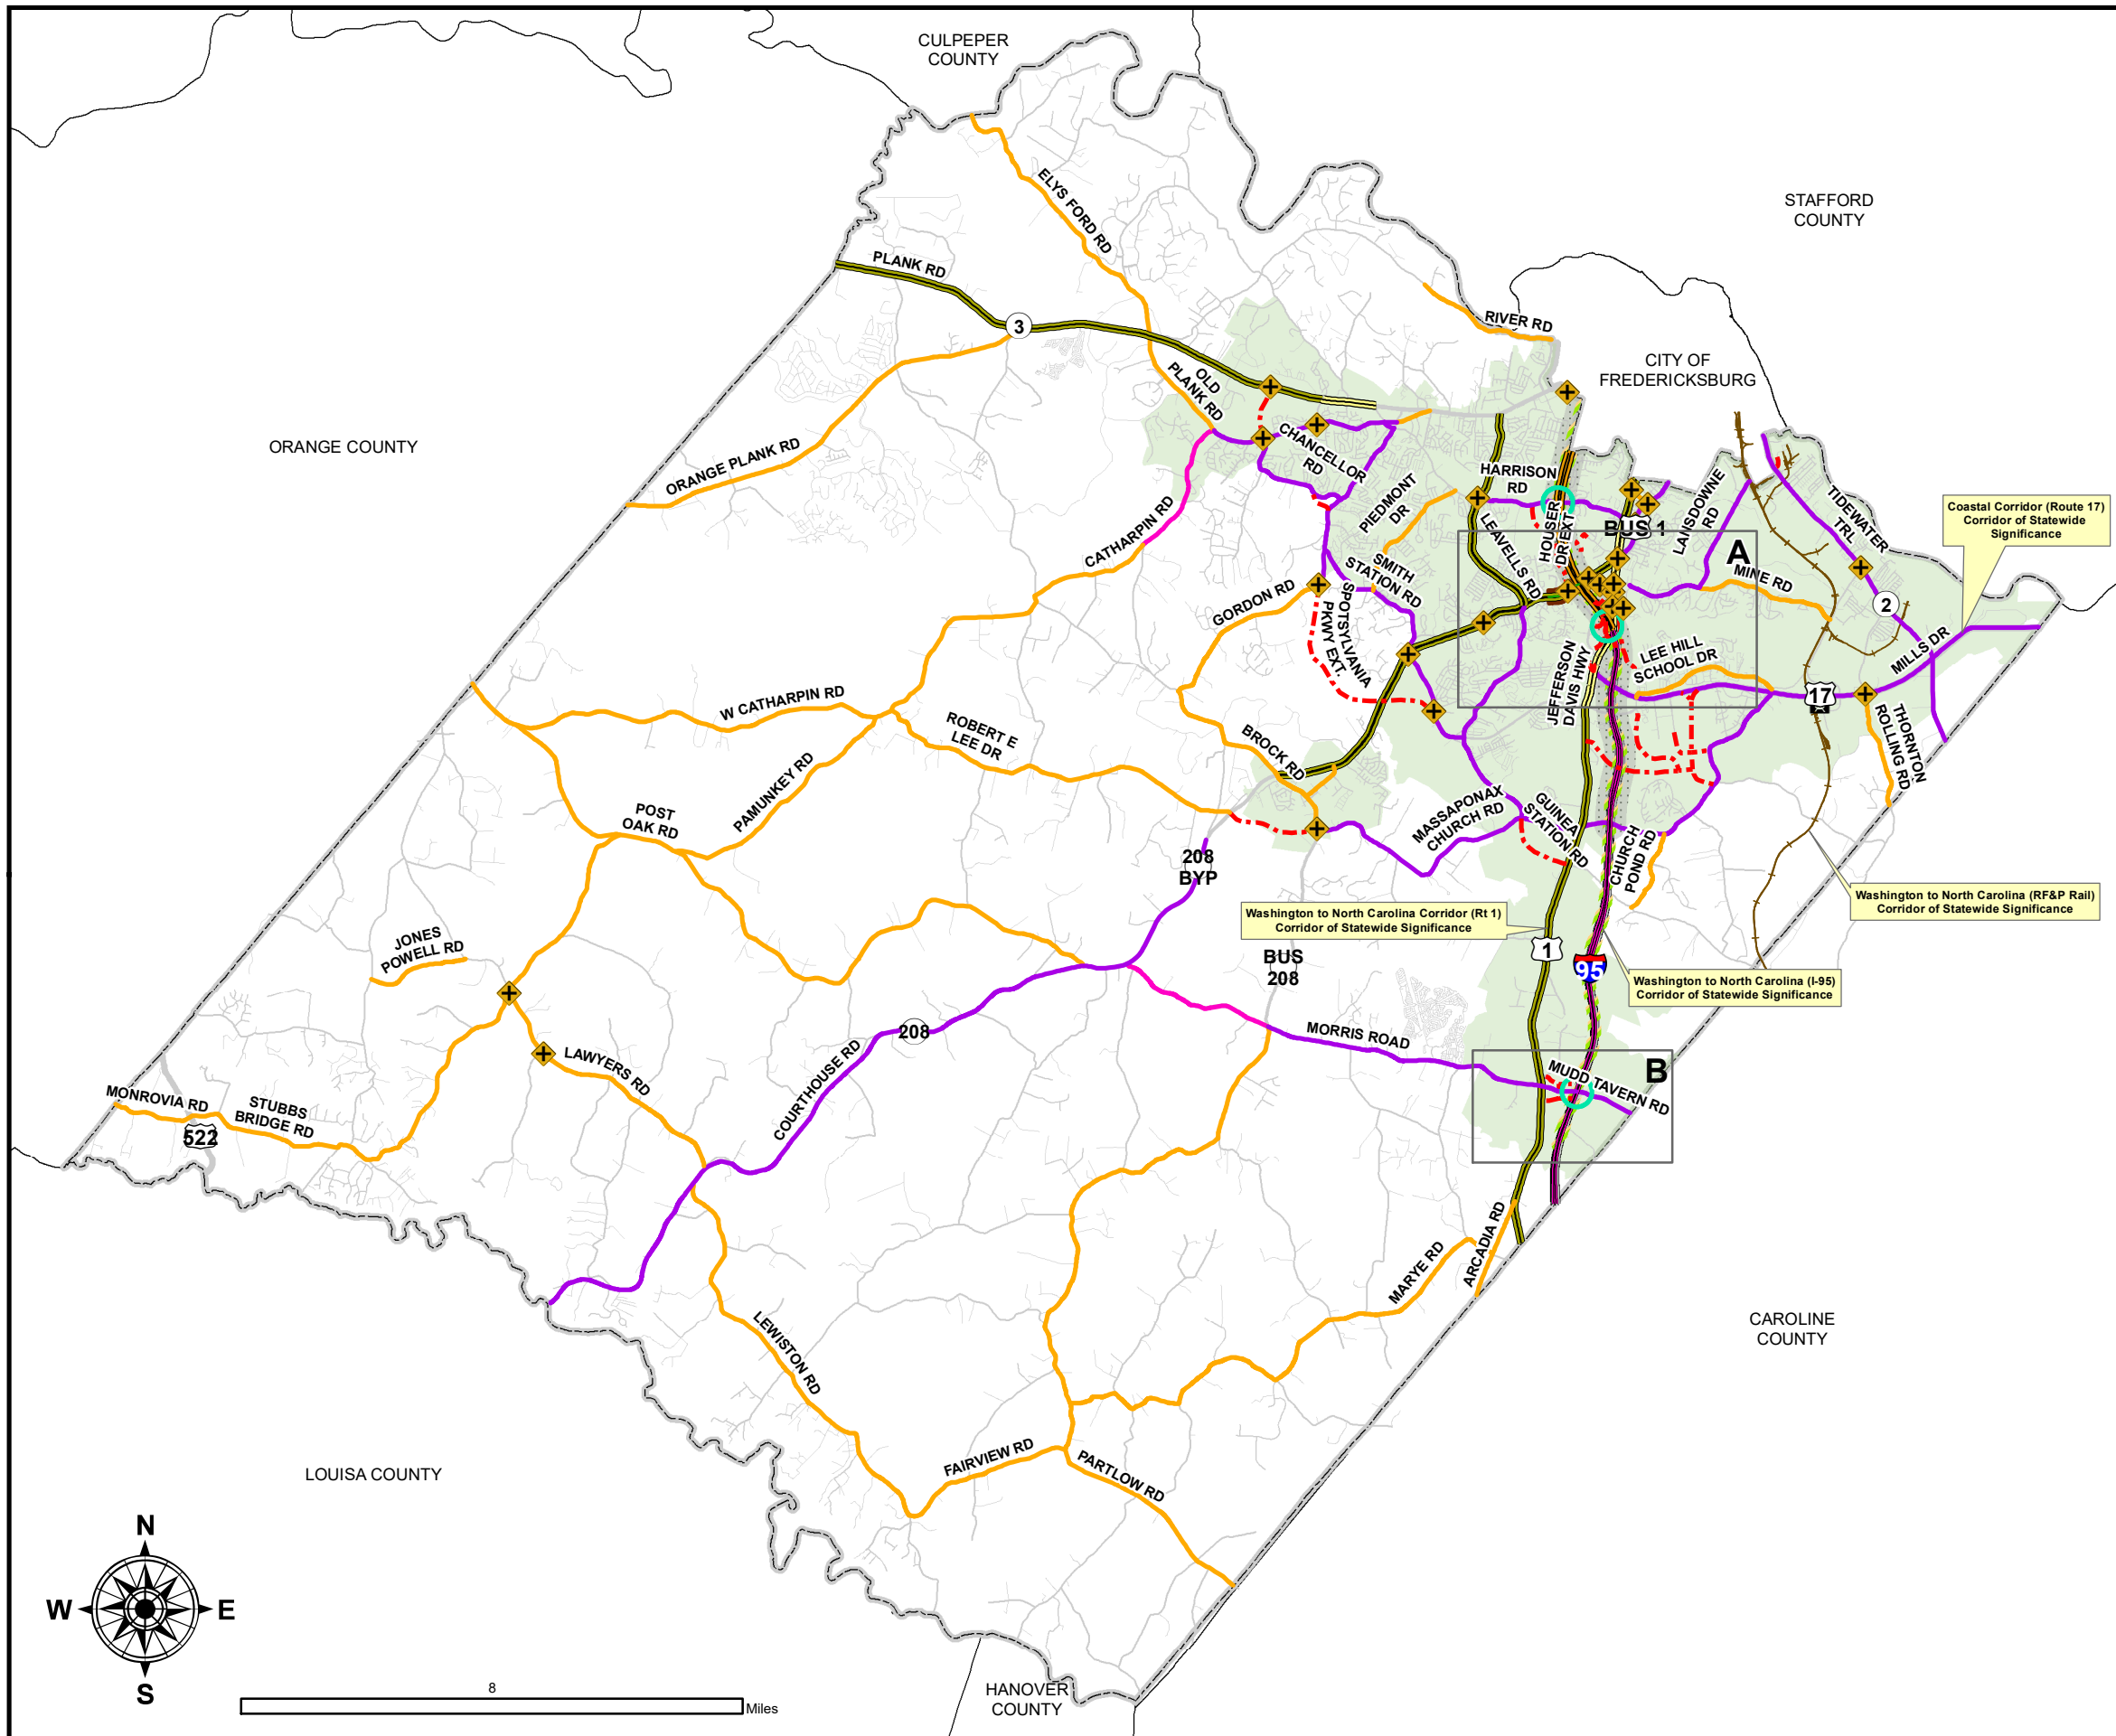 CULPEPER
COUNTY
STAFFORD
COUNTY
ELYS FORD RD
PLANK RD
3
RIVER RD
CITY OF
FREDERICKSBURG
OLD
PLANK RD
ORANGE COUNTY
ORANGE PLANK RD
CHANCELLOR
RD
HARRISON
RD
PIEDMONT
DR
HOUSER
DR EXT
BUS 1
LANSDOWNE
RD
TIDEWATER
TRL
Coastal Corridor (Route 17)
Corridor of Statewide
Significance
CATHARPIN RD
LEAVELLS RD
A
SMITH
STATION RD
MINE RD
GORDON RD
2
SPOTSYLVANIA
PKWY EXT.
JEFFERSON
DAVIS HWY
LEE HILL
SCHOOL DR
MILLS DR
17
W CATHARPIN RD
ROBERT E
LEE DR
BROCK RD
THORNTON
ROLLING RD
PAMUNKEY RD
POST
OAK RD
MASSAPONAX
CHURCH RD
GUINEA
STATION RD
CHURCH
POND RD
208
BYP
Washington to North Carolina (RF&P Rail)
Corridor of Statewide Significance
Washington to North Carolina Corridor (Rt 1)
Corridor of Statewide Significance
JONES
POWELL RD
1
BUS
208
95
Washington to North Carolina (I-95)
Corridor of Statewide Significance
208
MORRIS ROAD
COURTHOUSE RD
LAWYERS RD
B
MUDD TAVERN RD
MONROVIA RD
STUBBS
BRIDGE RD
522
ARCADIA RD
MARYE RD
CAROLINE
COUNTY
LEWISTON RD
FAIRVIEW RD
PARTLOW RD
LOUISA COUNTY
N
W
E
S
8
Miles
HANOVER
COUNTY